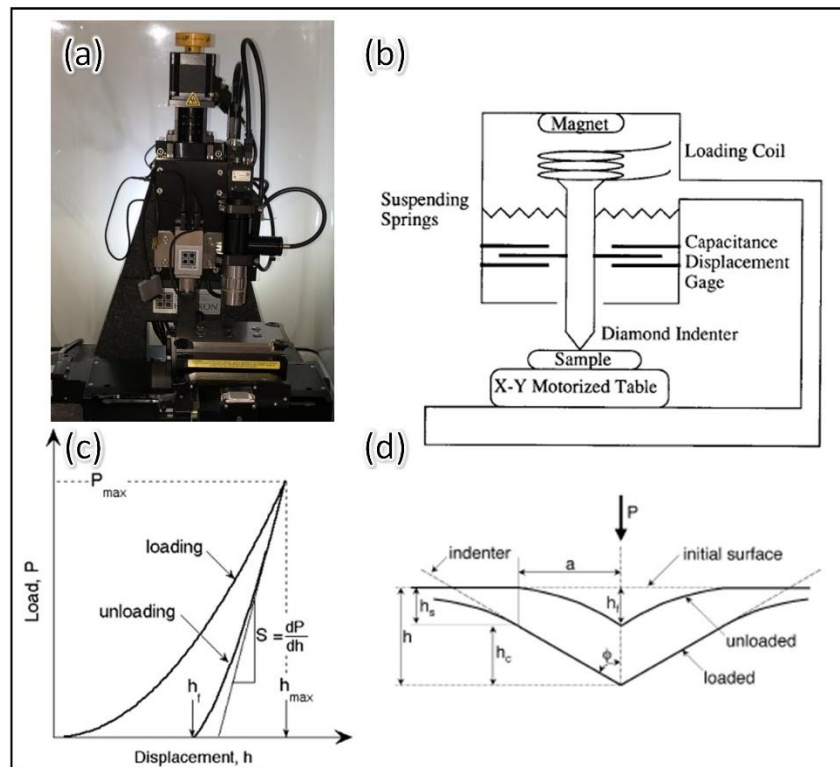 (a)
(b)
Magnet
Loading Coil
Suspending
Springs
Capacitance
Displacement
Gage
Diamond Indenter
Sample
X-Y Motorized Table
(c)
P max
loading
unloading
S = dP
dh
h f
h max
Load, P
Displacement, h
(d)
P
indenter
a
initial surface
h s
h f
h
unloaded
h c
ϕ
loaded